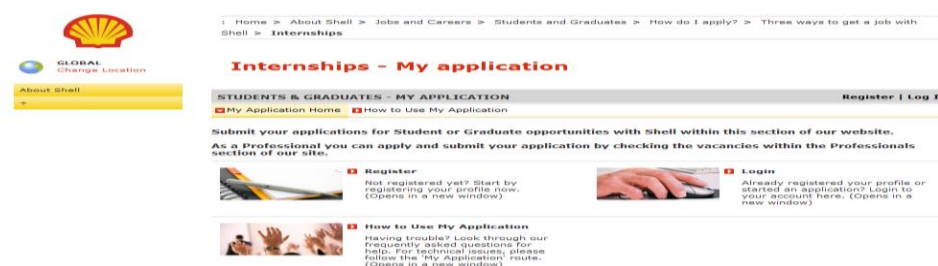 : Home > About Shell > Jobs and Careers > Students and Graduates > How do I apply? > Three ways to get a job with
Shell > Internships
GLOBAL
Change Location
About Shell
+
Internships - My application
STUDENTS & GRADUATES - MY APPLICATION
Register | Log I
My Application Home
How to Use My Application
Submit your applications for Student or Graduate opportunities with Shell within this section of our website.
As a Professional you can apply and submit your application by checking the vacancies within the Professionals
section of our site.
Register
Not registered yet? Start by
registering your profile now.
(Opens in a new window)
Login
Already registered your profile or
started an application? Login to
your account here. (Opens in a
new window)
How to Use My Application
Having trouble? Look through our
frequently asked questions for
help. For technical issues, please
follow the 'My Application' route.
(Opens in a new window)